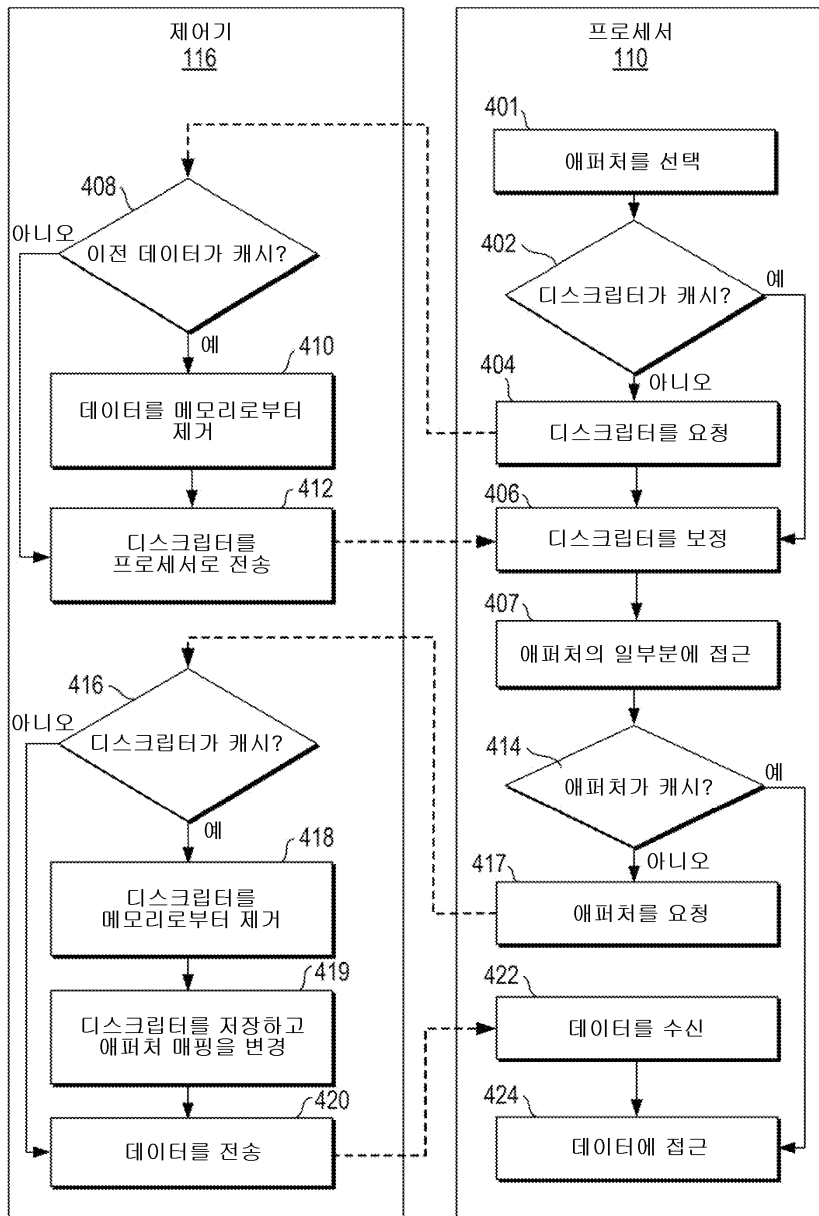 제어기
116
408
아니오
이전 데이터가 캐시?
예
410
데이터를 메모리로부터
제거
412
디스크립터를
프로세서로 전송
416
아니오
디스크립터가 캐시?
예
418
디스크립터를
메모리로부터 제거
419
디스크립터를 저장하고
애퍼처 매핑을 변경
420
데이터를 전송
프로세서
110
401
애퍼처를 선택
402
예
디스크립터가 캐시?
아니오
404
디스크립터를 요청
406
디스크립터를 보정
407
애퍼처의 일부분에 접근
414
예
애퍼처가 캐시?
아니오
417
애퍼처를 요청
422
데이터를 수신
424
데이터에 접근